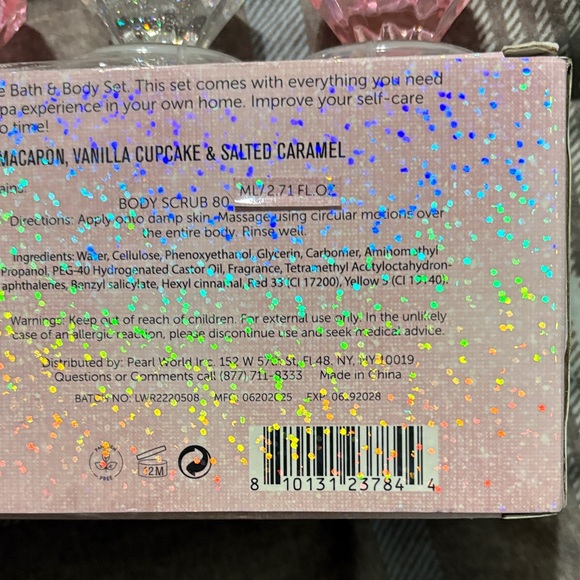 e Bath & Body Set. This set comes with everything you need
pa experience in your own home. Improve your self-care
o time!
MACARON, VANILLA CUPCAKE & SALTED CARAMEL
BODY SCRUB 80 ML/2.71 FL.OZ
Directions: Apply onto damp skin. Massage using circular motions over
the entire body. Rinse well.
Ingredients: Water, Cellulose, Phenoxyethanol, Glycerin, Carbomer, Aminomethyl
Propanol, PEG-40 Hydrogenated Castor Oil, Fragrance, Tetramethyl Acetyloctahydron-
aphthalenes, Benzyl salicylate, Hexyl cinnamal, Red 33 (CI 17200), Yellow 5 (CI 19140).
Warnings: Keep out of reach of children. For external use only. In the unlikely
case of an allergic reaction, please discontinue use and seek medical advice.
Distributed by: Pearl World Inc. 152 W 57th St, FL 48, NY, NY 10019
Questions or Comments call (877) 711-8333 Made in China
BATCH NO. LWR2220508 MFG: 06202025 EXP:
FREE
12M
8 10131 23784 4